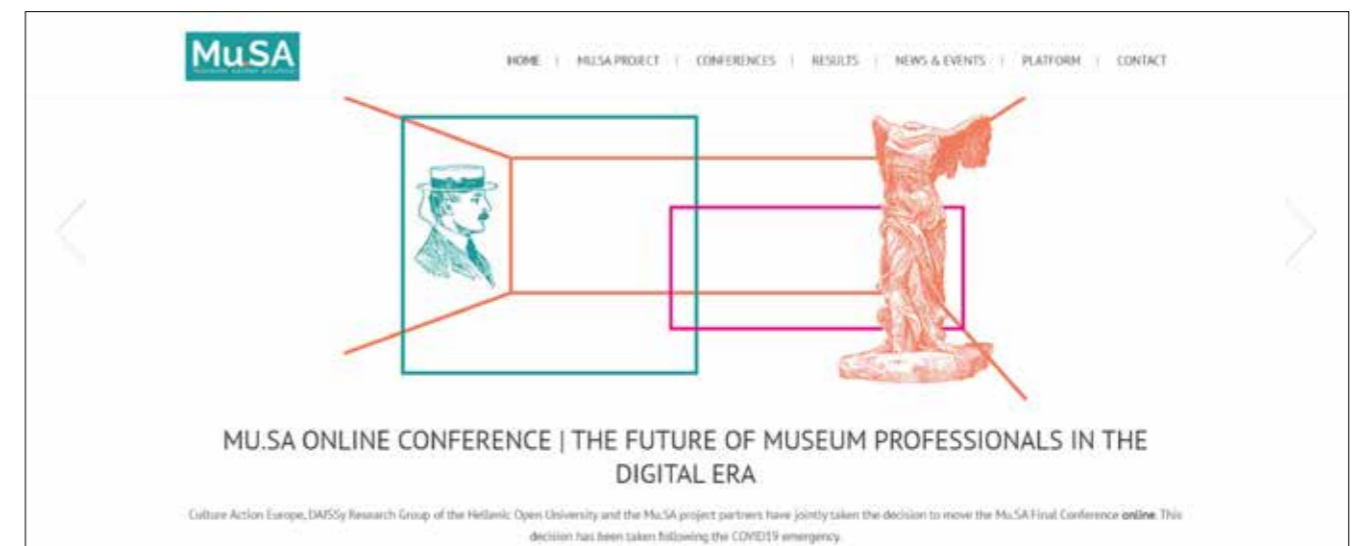 Mu.SA
HOME | MU.SA PROJECT | CONFERENCES | RESULTS | NEWS & EVENTS | PLATFORM | CONTACT
MU.SA ONLINE CONFERENCE | THE FUTURE OF MUSEUM PROFESSIONALS IN THE
DIGITAL ERA
Culture Action Europe, DAISSy Research Group of the Hellenic Open University and the Mu.SA project partners have jointly taken the decision to move the Mu.SA Final Conference online. This
decision has been taken following the COVID19 emergency.